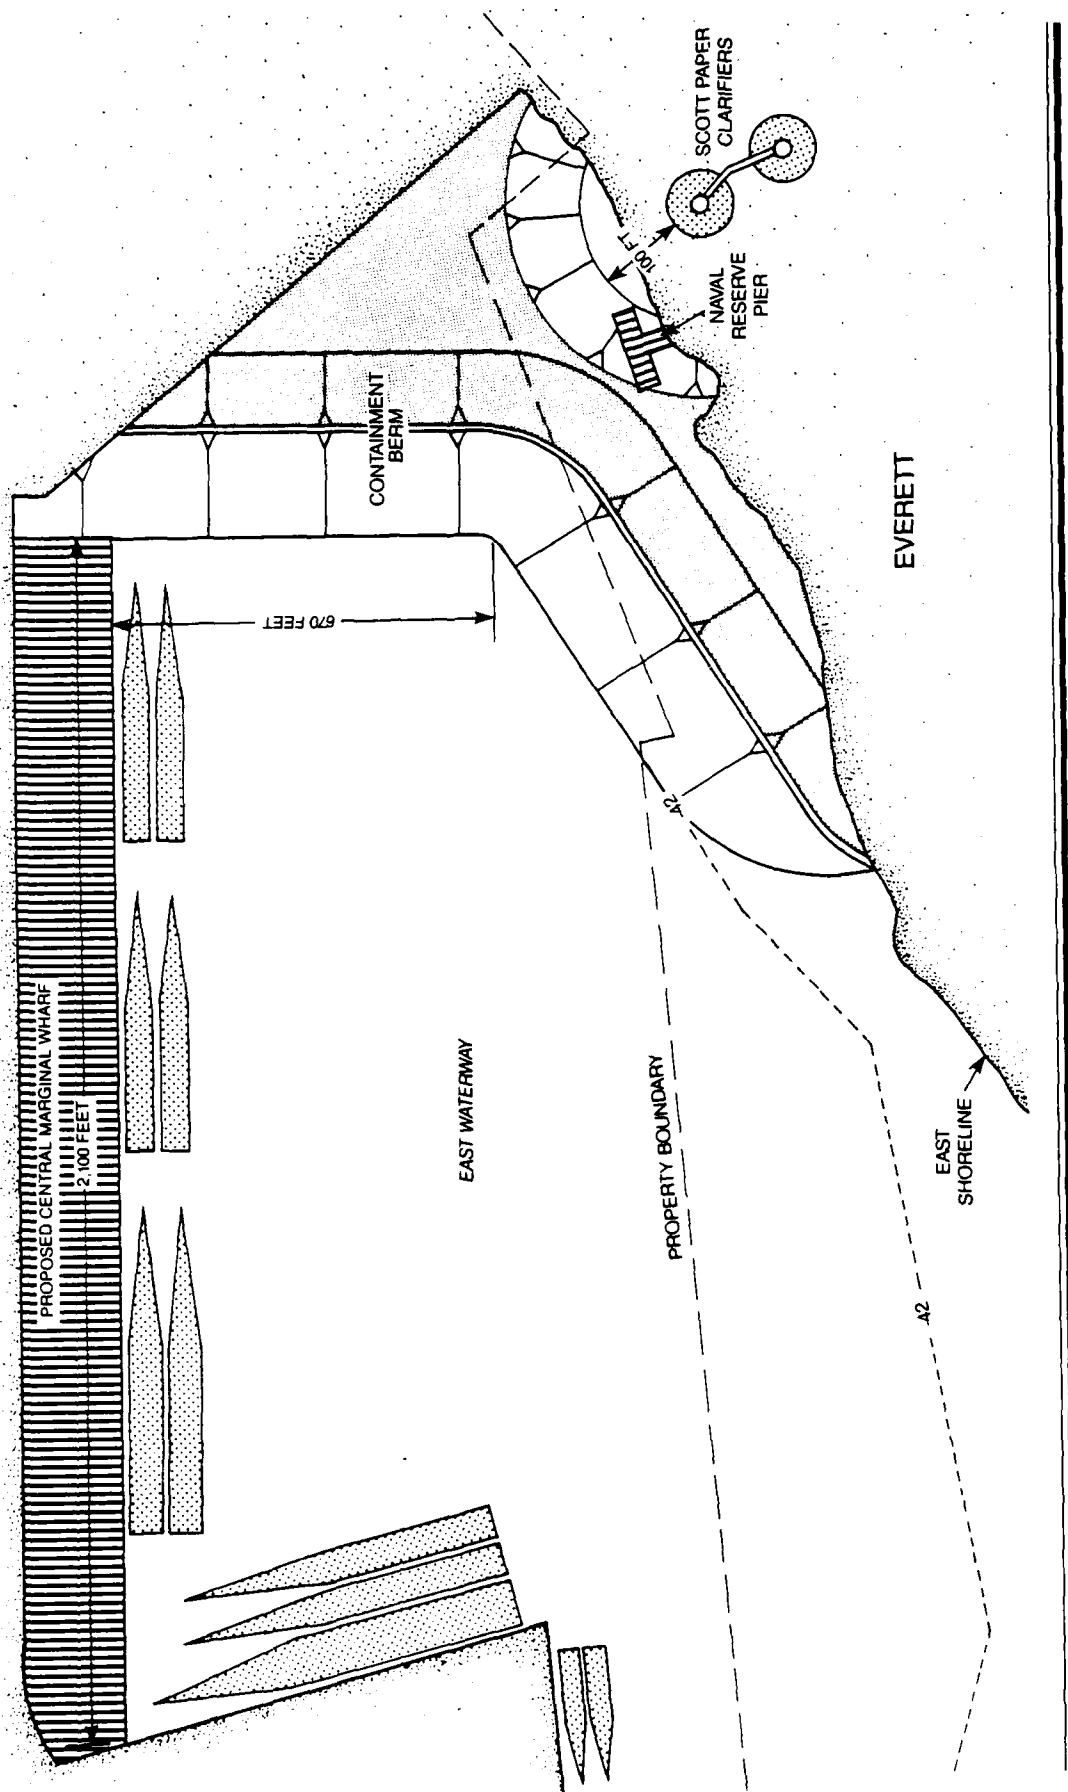 PROPOSED CENTRAL MARGINAL WHARF
2,100 FEET
670 FEET
CONTAINMENT
BERM
SCOTT PAPER
CLARIFIERS
100 FT
NAVAL
RESERVE
PIER
EVERETT
EAST WATERWAY
PROPERTY BOUNDARY
42
42
EAST
SHORELINE